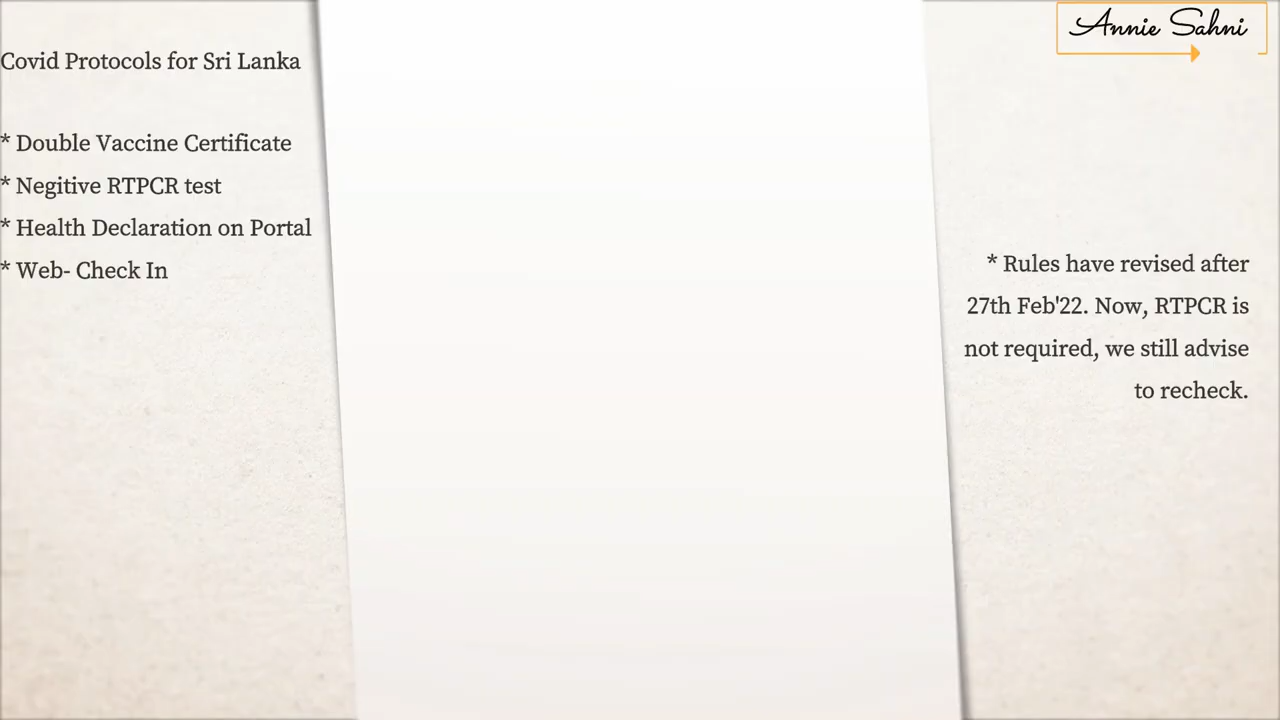 Annie Sahni
Covid Protocols for Sri Lanka
* Double Vaccine Certificate
* Negitive RTPCR test
* Health Declaration on Portal
* Web- Check In
* Rules have revised after
27th Feb'22. Now, RTPCR is
not required, we still advise
to recheck.